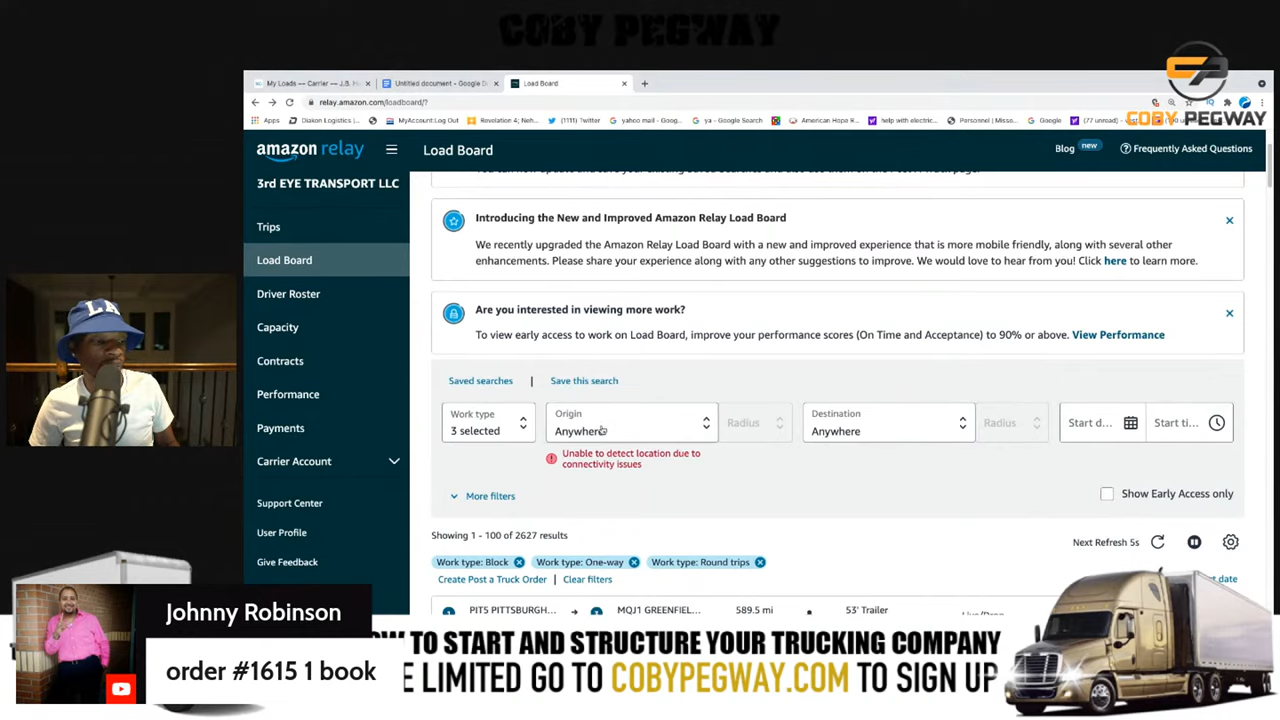 COBY PEGWAY
COBY PEGWAY
My Loads -- Carrier -- J.B. H
Untitled document - Google D
Load Board
relay.amazon.com/loadboard/?
Apps
Diakon Logistics |...
MyAccount:Log Out
Revelation 4; Neh...
(1111) Twitter
yahoo mail - Goog...
ya - Google Search
American Hope R...
help with electric...
Personnel (Misso...
Google
(77 unread) -
amazon relay
Load Board
Blog new
Frequently Asked Questions
3rd EYE TRANSPORT LLC
Trips
Load Board
Driver Roster
Capacity
Contracts
Performance
Payments
Carrier Account
Support Center
User Profile
Give Feedback
Introducing the New and Improved Amazon Relay Load Board
We recently upgraded the Amazon Relay Load Board with a new and improved experience that is more mobile friendly, along with several other
enhancements. Please share your experience along with any other suggestions to improve. We would love to hear from you! Click here to learn more.
Are you interested in viewing more work?
To view early access to work on Load Board, improve your performance scores (On Time and Acceptance) to 90% or above. View Performance
Saved searches | Save this search
Work type
3 selected
Origin
Anywhere
Radius
Destination
Anywhere
Radius
Start d...
Start ti...
Unable to detect location due to
connectivity issues
More filters
Show Early Access only
Showing 1 - 100 of 2627 results
Next Refresh 5s
Work type: Block
Work type: One-way
Work type: Round trips
Create Post a Truck Order | Clear filters
t date
1 PIT5 PITTSBURGH... → MQJ1 GREENFIEL... 589.5 mi 53' Trailer Live/Drop
Johnny Robinson
order #1615 1 book
OW TO START AND STRUCTURE YOUR TRUCKING COMPANY
E LIMITED GO TO COBYPEGWAY.COM TO SIGN UP
LA